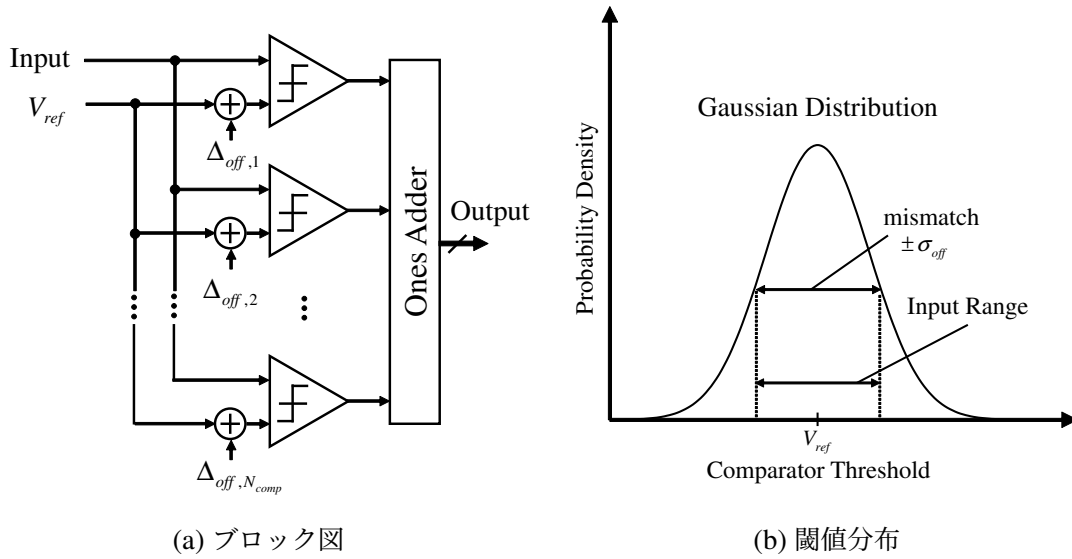 Input
V_ref
Δ_off,1
Δ_off,2
Δ_off,N_comp
Ones Adder
Output
(a) ブロック図
Gaussian Distribution
Probability Density
mismatch
± σ_off
Input Range
V_ref
Comparator Threshold
(b) 閾値分布